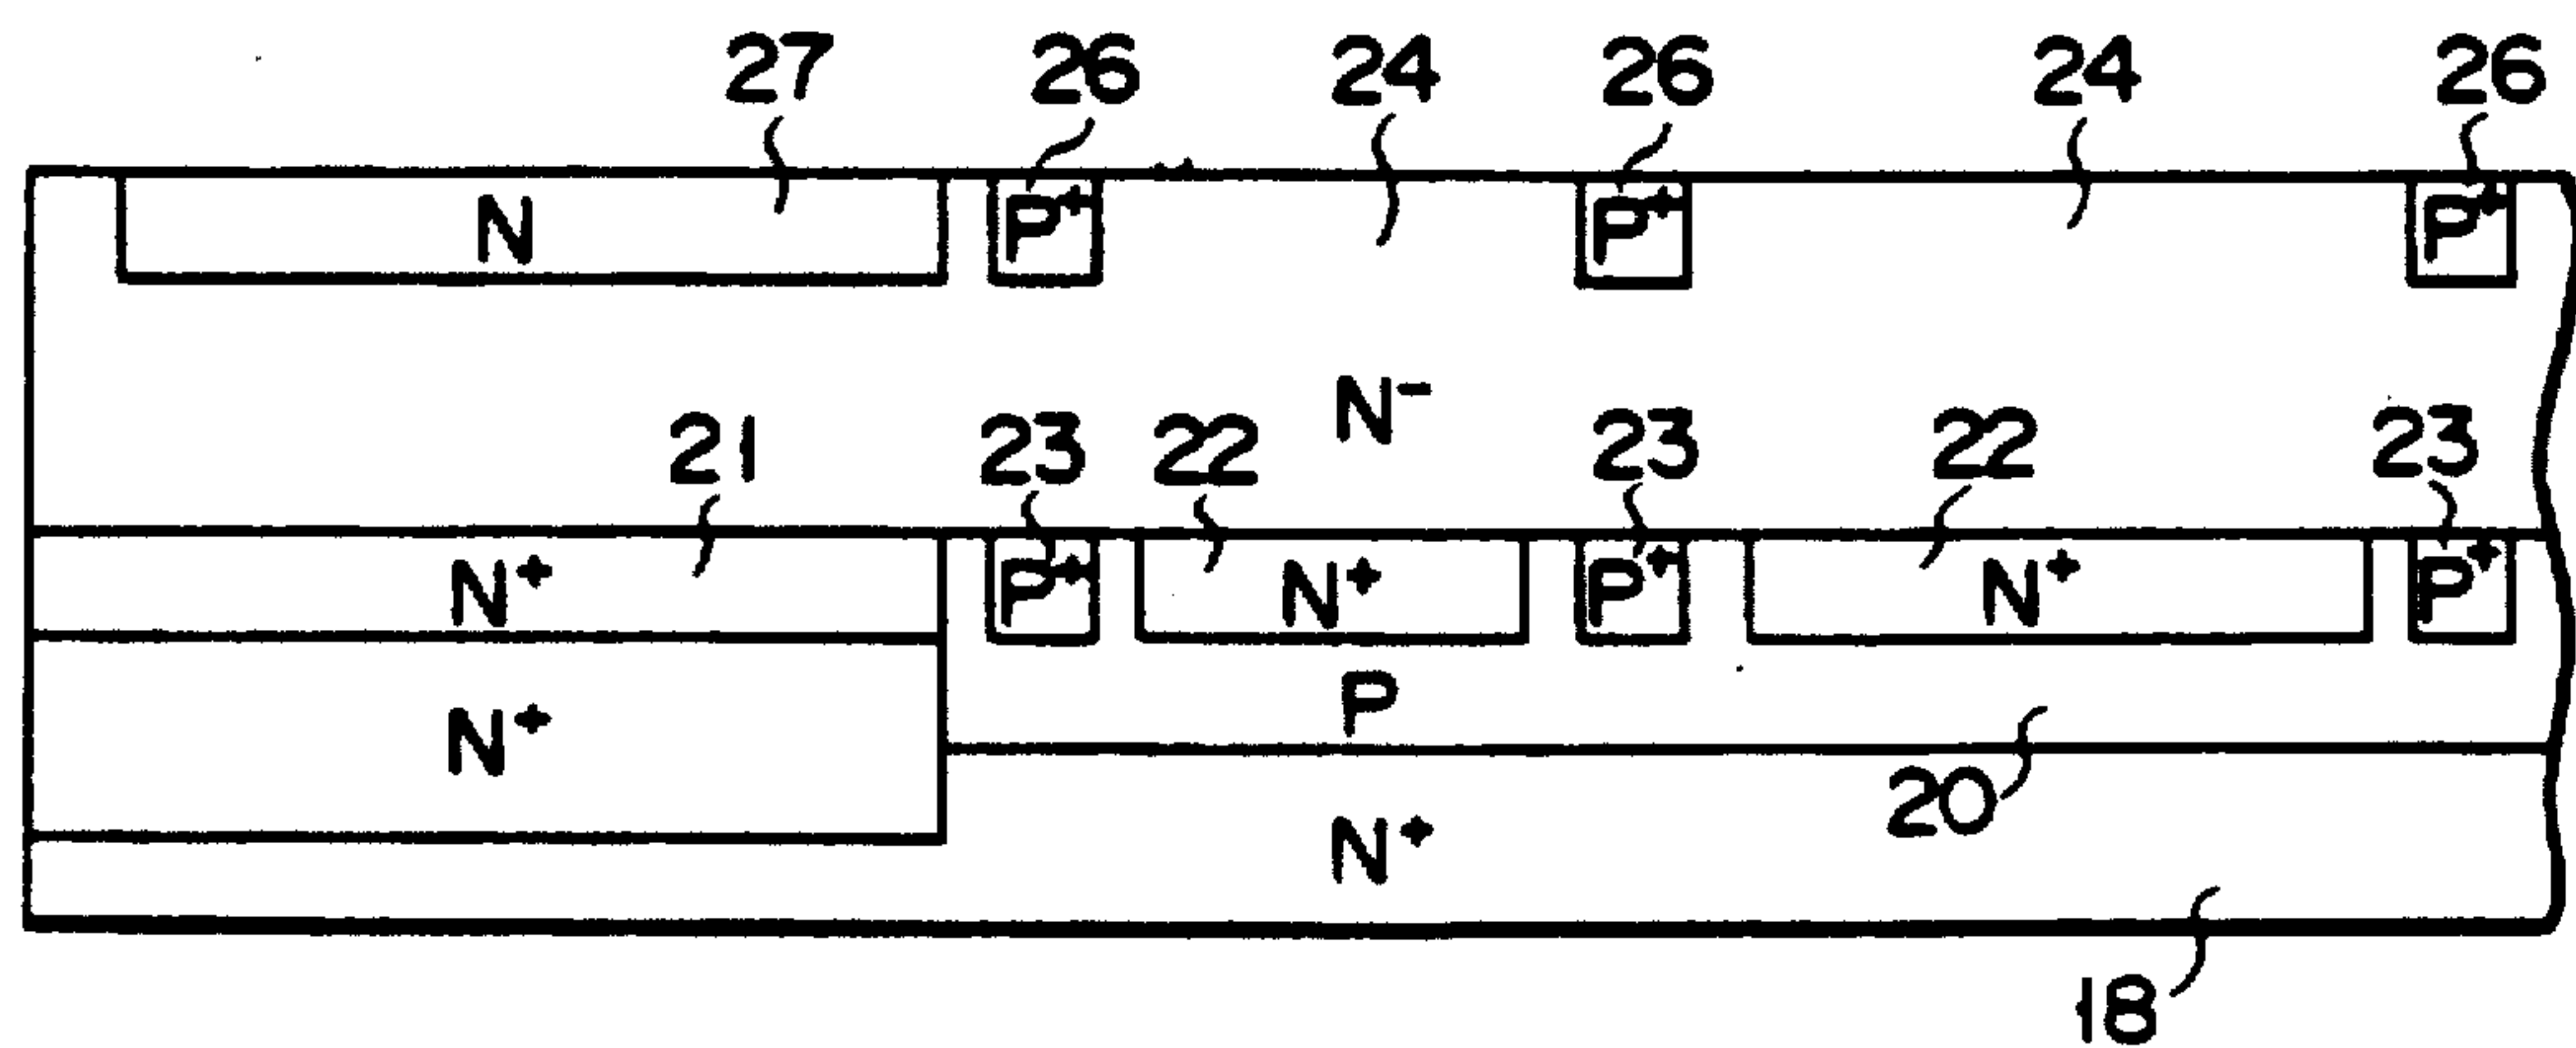 27 26 24 26 24 26
N P+ P+ P+
N-
21 23 22 23 22 23
N+ P+ N+ P+ N+ P+
N+ P
20
N+
18